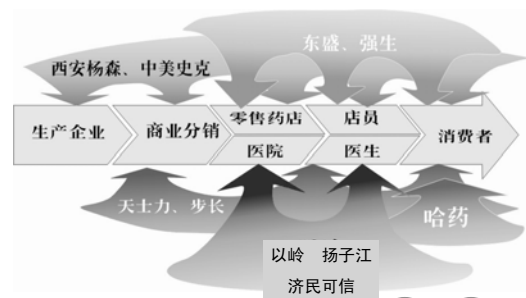 东盛、强生
西安杨森、中美史克
生产企业
商业分销
零售药店
医院
店员
医生
消费者
天士力、步长
哈药
以岭 扬子江
济民可信